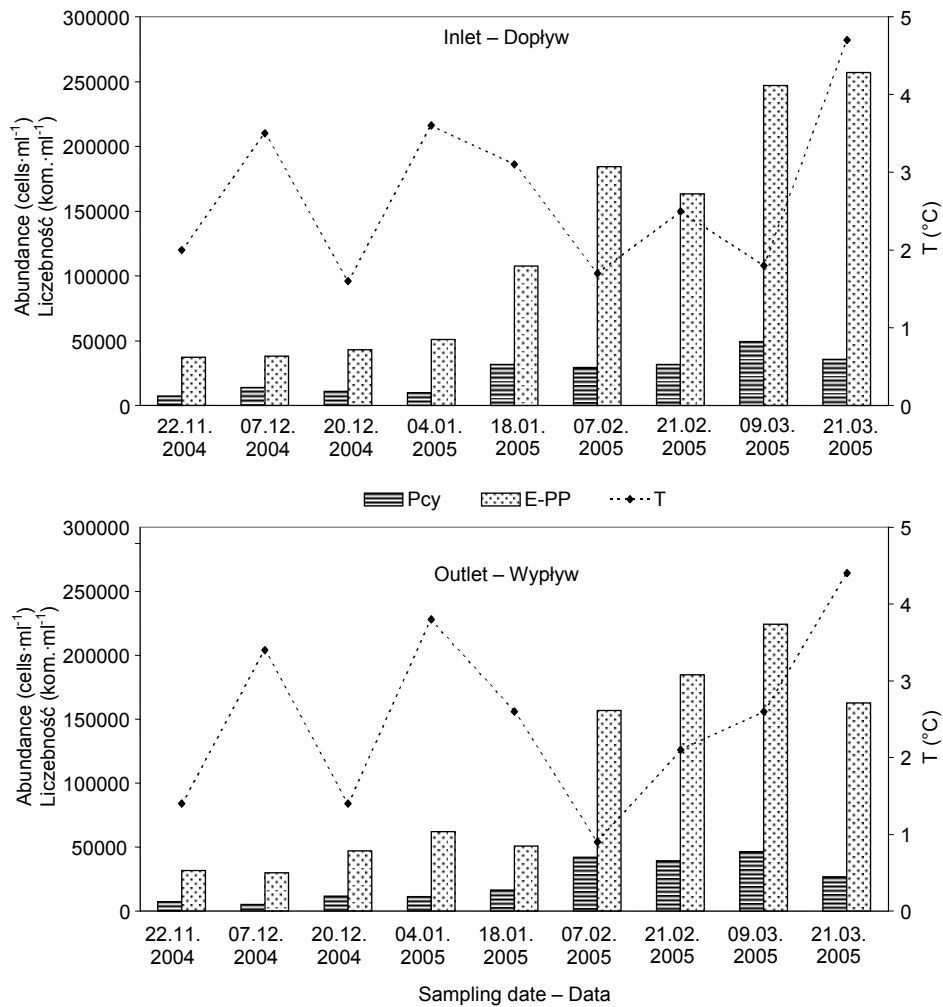 Inlet – Dopływ
Abundance (cells·ml⁻¹)
Liczebność (kom.·ml⁻¹)
300000
250000
200000
150000
100000
50000
0
5
4
3
2
1
0
T (°C)
22.11. 07.12. 20.12. 04.01. 18.01. 07.02. 21.02. 09.03. 21.03.
2004 2004 2004 2005 2005 2005 2005 2005 2005
Pcy E-PP T
Outlet – Wypływ
Abundance (cells·ml⁻¹)
Liczebność (kom.·ml⁻¹)
300000
250000
200000
150000
100000
50000
0
5
4
3
2
1
0
T (°C)
22.11. 07.12. 20.12. 04.01. 18.01. 07.02. 21.02. 09.03. 21.03.
2004 2004 2004 2005 2005 2005 2005 2005 2005
Sampling date – Data